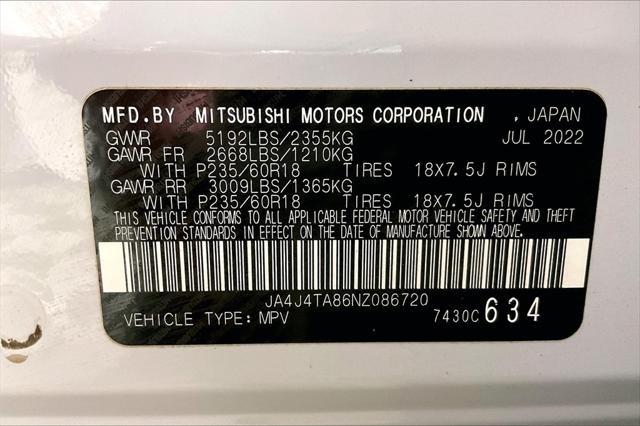 MFD.BY MITSUBISHI MOTORS CORPORATION , JAPAN
GWR 5192LBS/2355KG JUL 2022
GAWR FR 2668LBS/1210KG
WITH P235/60R18 TIRES 18X7.5J RIMS
GAWR RR 3009LBS/1365KG
WITH P235/60R18 TIRES 18X7.5J RIMS
THIS VEHICLE CONFORMS TO ALL APPLICABLE FEDERAL MOTOR VEHICLE SAFETY AND THEFT
PREVENTION STANDARDS IN EFFECT ON THE DATE OF MANUFACTURE SHOWN ABOVE.
JA4J4TA86NZ086720
VEHICLE TYPE:MPV 7430C 634